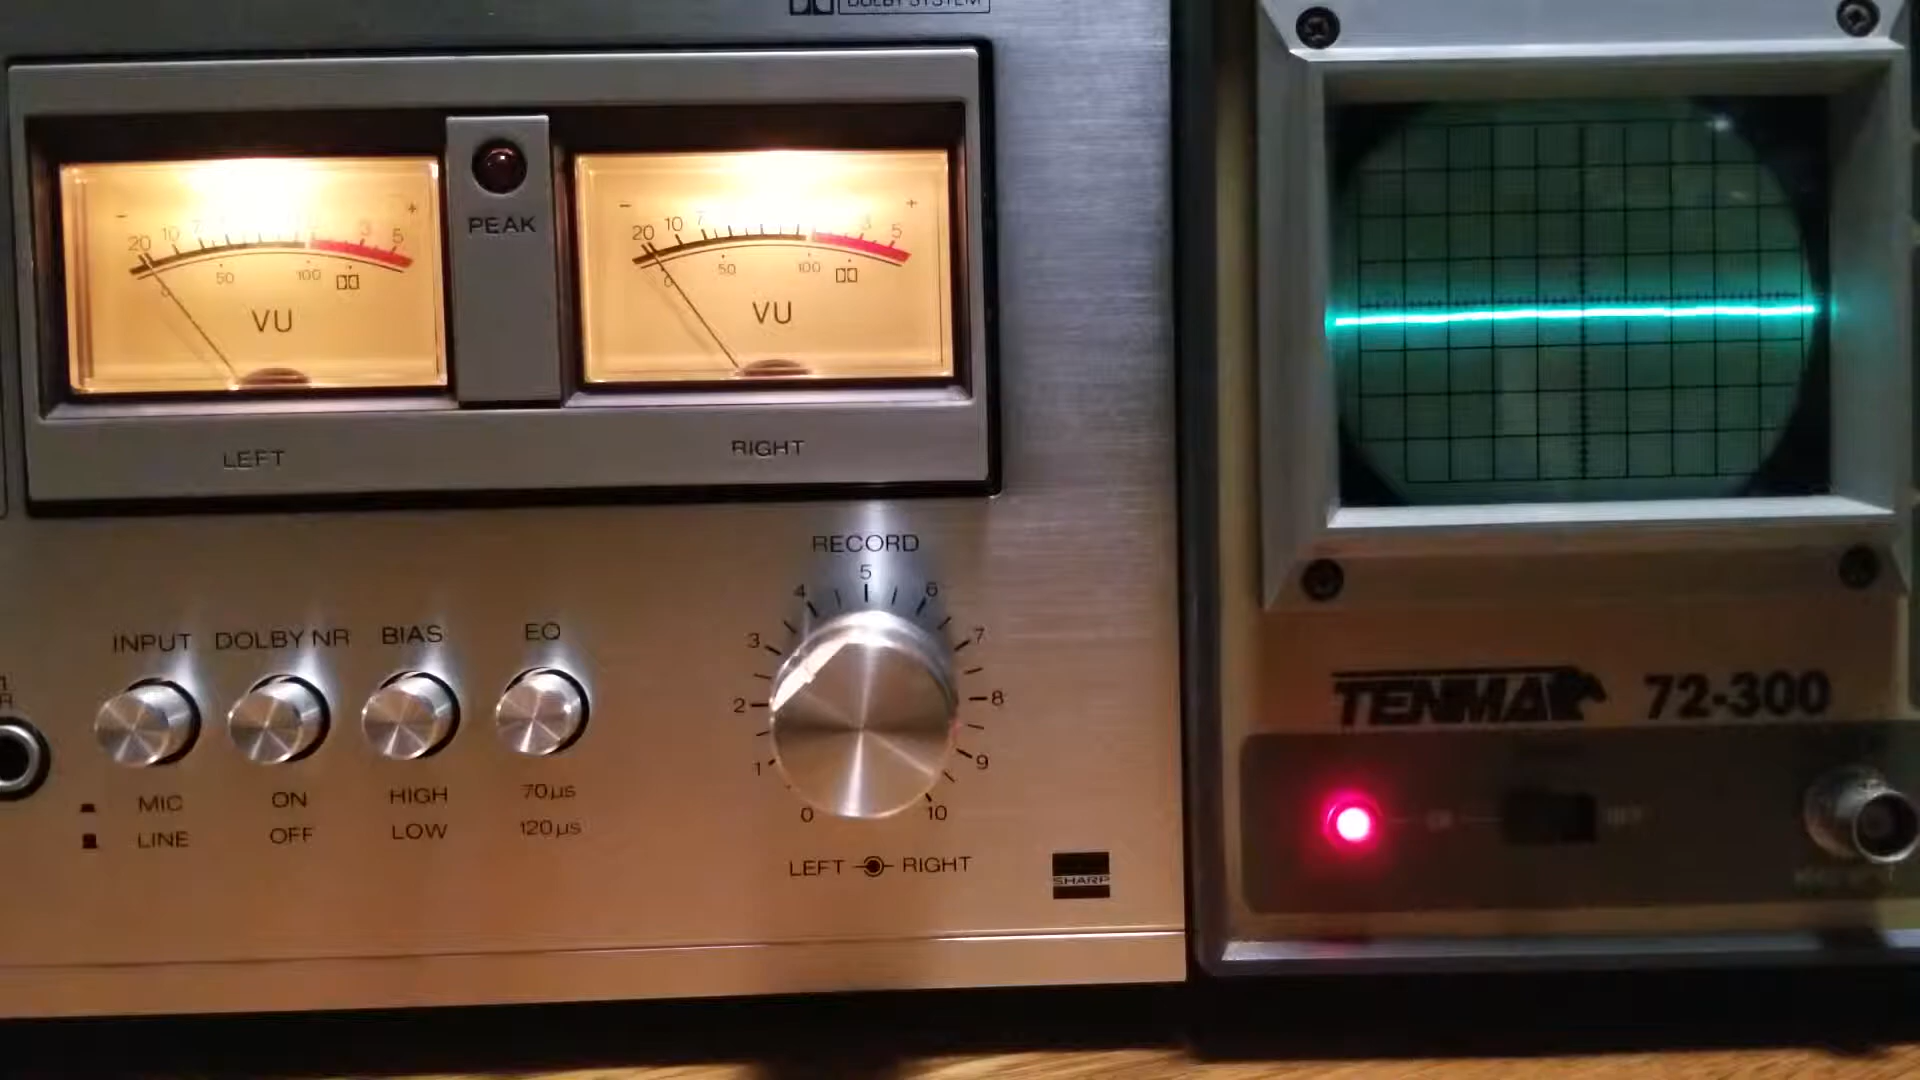 DOLBY SYSTEM
- +
20 10 7 3 5
0 50 100
VU
PEAK
- +
20 10 7 3 5
0 50 100
VU
LEFT
RIGHT
RECORD
0 1 2 3 4 5 6 7 8 9 10
INPUT DOLBY NR BIAS EQ
MIC ON HIGH 70µs
LINE OFF LOW 120µs
LEFT RIGHT
SHARP
TENMA 72-300